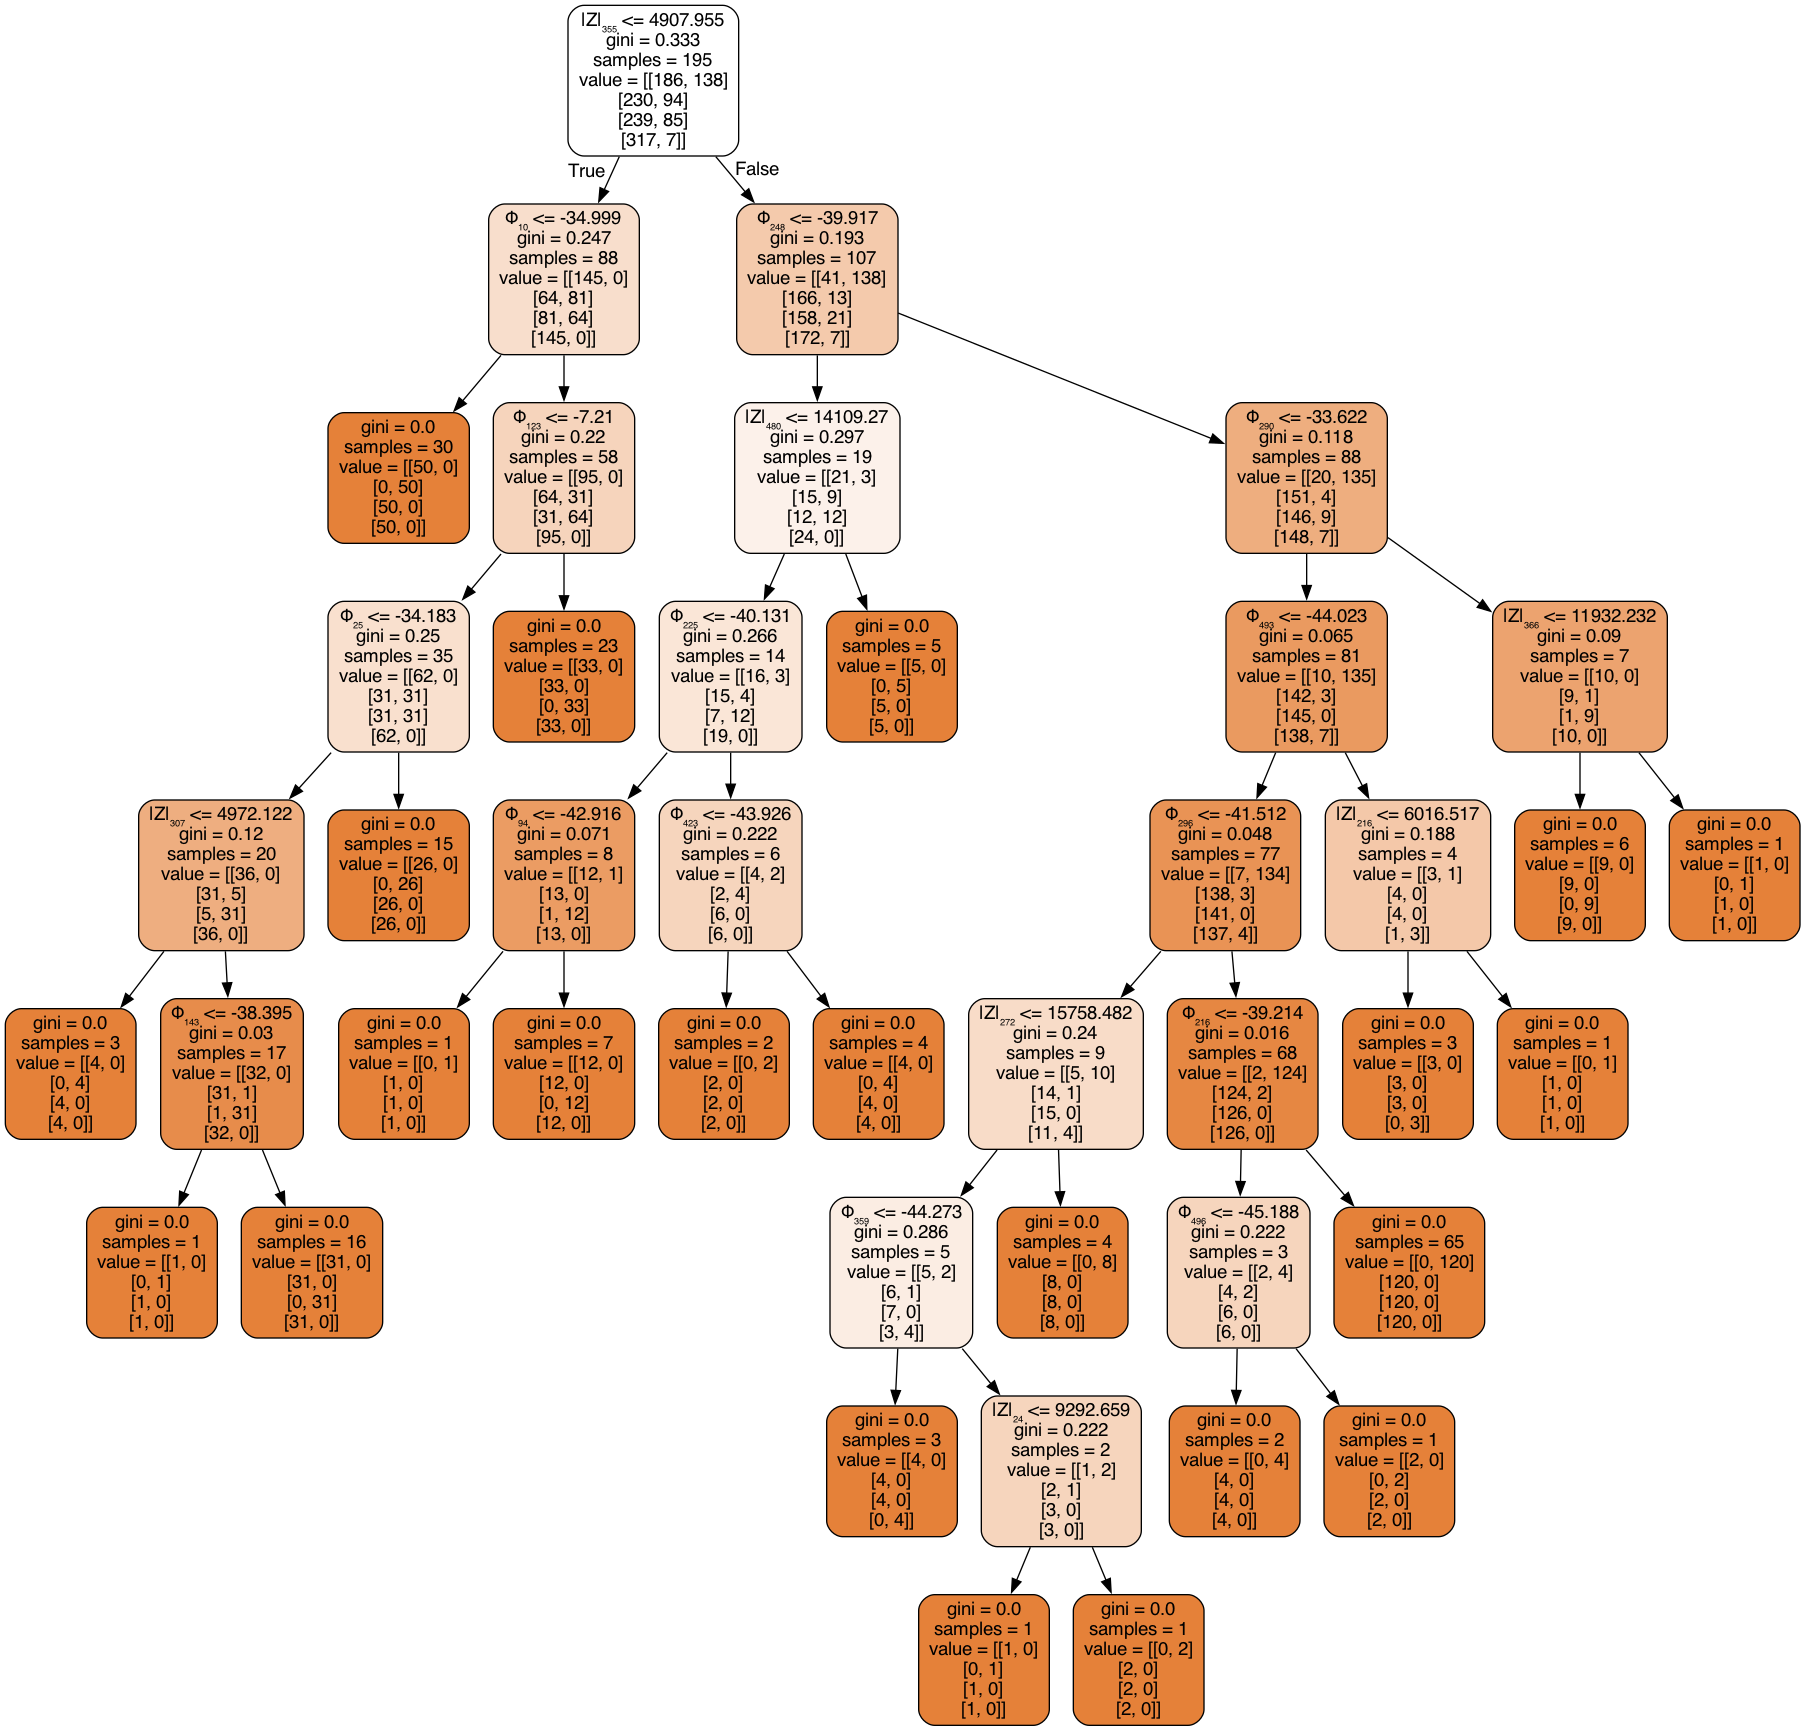 |Z|₃₅₅ <= 4907.955
gini = 0.333
samples = 195
value = [[186, 138]
[230, 94]
[239, 85]
[317, 7]]
True
False
Φ₁₀ <= -34.999
gini = 0.247
samples = 88
value = [[145, 0]
[64, 81]
[81, 64]
[145, 0]]
Φ₂₄₈ <= -39.917
gini = 0.193
samples = 107
value = [[41, 138]
[166, 13]
[158, 21]
[172, 7]]
gini = 0.0
samples = 30
value = [[50, 0]
[0, 50]
[50, 0]
[50, 0]]
Φ₁₂₃ <= -7.21
gini = 0.22
samples = 58
value = [[95, 0]
[64, 31]
[31, 64]
[95, 0]]
|Z|₄₈₀ <= 14109.27
gini = 0.297
samples = 19
value = [[21, 3]
[15, 9]
[12, 12]
[24, 0]]
Φ₂₉₀ <= -33.622
gini = 0.118
samples = 88
value = [[20, 135]
[151, 4]
[146, 9]
[148, 7]]
Φ₂₅ <= -34.183
gini = 0.25
samples = 35
value = [[62, 0]
[31, 31]
[31, 31]
[62, 0]]
gini = 0.0
samples = 23
value = [[33, 0]
[33, 0]
[0, 33]
[33, 0]]
Φ₂₂₅ <= -40.131
gini = 0.266
samples = 14
value = [[16, 3]
[15, 4]
[7, 12]
[19, 0]]
gini = 0.0
samples = 5
value = [[5, 0]
[0, 5]
[5, 0]
[5, 0]]
Φ₄₉₃ <= -44.023
gini = 0.065
samples = 81
value = [[10, 135]
[142, 3]
[145, 0]
[138, 7]]
|Z|₃₆₆ <= 11932.232
gini = 0.09
samples = 7
value = [[10, 0]
[9, 1]
[1, 9]
[10, 0]]
|Z|₃₀₇ <= 4972.122
gini = 0.12
samples = 20
value = [[36, 0]
[31, 5]
[5, 31]
[36, 0]]
gini = 0.0
samples = 15
value = [[26, 0]
[0, 26]
[26, 0]
[26, 0]]
Φ₉₄ <= -42.916
gini = 0.071
samples = 8
value = [[12, 1]
[13, 0]
[1, 12]
[13, 0]]
Φ₄₂₃ <= -43.926
gini = 0.222
samples = 6
value = [[4, 2]
[2, 4]
[6, 0]
[6, 0]]
Φ₂₉₆ <= -41.512
gini = 0.048
samples = 77
value = [[7, 134]
[138, 3]
[141, 0]
[137, 4]]
|Z|₂₁₆ <= 6016.517
gini = 0.188
samples = 4
value = [[3, 1]
[4, 0]
[4, 0]
[1, 3]]
gini = 0.0
samples = 6
value = [[9, 0]
[9, 0]
[0, 9]
[9, 0]]
gini = 0.0
samples = 1
value = [[1, 0]
[0, 1]
[1, 0]
[1, 0]]
gini = 0.0
samples = 3
value = [[4, 0]
[0, 4]
[4, 0]
[4, 0]]
Φ₁₄₃ <= -38.395
gini = 0.03
samples = 17
value = [[32, 0]
[31, 1]
[1, 31]
[32, 0]]
gini = 0.0
samples = 1
value = [[0, 1]
[1, 0]
[1, 0]
[1, 0]]
gini = 0.0
samples = 7
value = [[12, 0]
[12, 0]
[0, 12]
[12, 0]]
gini = 0.0
samples = 2
value = [[0, 2]
[2, 0]
[2, 0]
[2, 0]]
gini = 0.0
samples = 4
value = [[4, 0]
[0, 4]
[4, 0]
[4, 0]]
|Z|₂₇₂ <= 15758.482
gini = 0.24
samples = 9
value = [[5, 10]
[14, 1]
[15, 0]
[11, 4]]
Φ₂₁₆ <= -39.214
gini = 0.016
samples = 68
value = [[2, 124]
[124, 2]
[126, 0]
[126, 0]]
gini = 0.0
samples = 3
value = [[3, 0]
[3, 0]
[3, 0]
[0, 3]]
gini = 0.0
samples = 1
value = [[0, 1]
[1, 0]
[1, 0]
[1, 0]]
gini = 0.0
samples = 1
value = [[1, 0]
[0, 1]
[1, 0]
[1, 0]]
gini = 0.0
samples = 16
value = [[31, 0]
[31, 0]
[0, 31]
[31, 0]]
Φ₃₅₉ <= -44.273
gini = 0.286
samples = 5
value = [[5, 2]
[6, 1]
[7, 0]
[3, 4]]
gini = 0.0
samples = 4
value = [[0, 8]
[8, 0]
[8, 0]
[8, 0]]
Φ₄₉₆ <= -45.188
gini = 0.222
samples = 3
value = [[2, 4]
[4, 2]
[6, 0]
[6, 0]]
gini = 0.0
samples = 65
value = [[0, 120]
[120, 0]
[120, 0]
[120, 0]]
gini = 0.0
samples = 3
value = [[4, 0]
[4, 0]
[4, 0]
[0, 4]]
|Z|₂₄ <= 9292.659
gini = 0.222
samples = 2
value = [[1, 2]
[2, 1]
[3, 0]
[3, 0]]
gini = 0.0
samples = 2
value = [[0, 4]
[4, 0]
[4, 0]
[4, 0]]
gini = 0.0
samples = 1
value = [[2, 0]
[0, 2]
[2, 0]
[2, 0]]
gini = 0.0
samples = 1
value = [[1, 0]
[0, 1]
[1, 0]
[1, 0]]
gini = 0.0
samples = 1
value = [[0, 2]
[2, 0]
[2, 0]
[2, 0]]